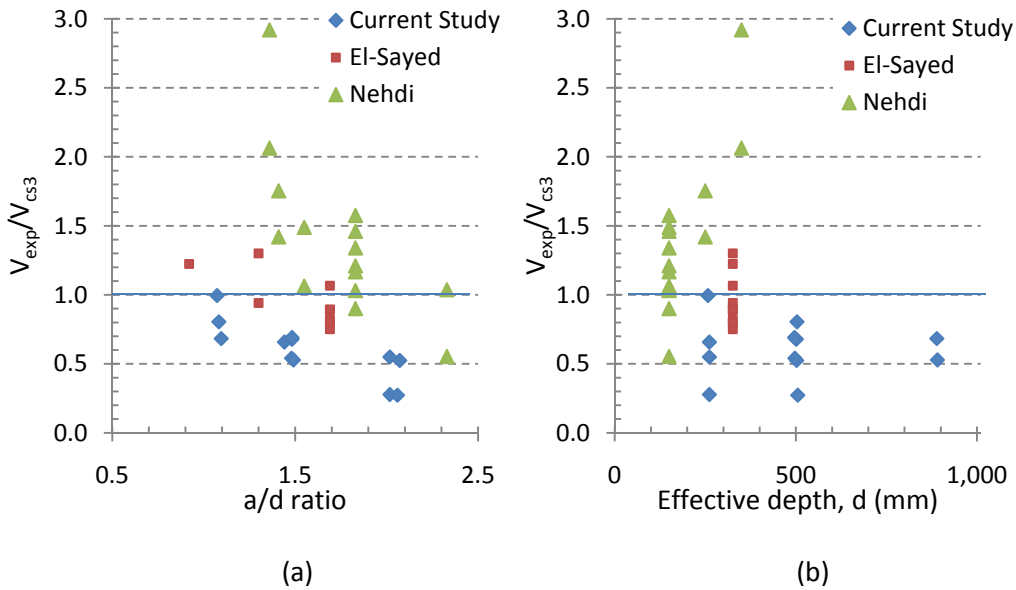 3.0
2.5
2.0
1.5
1.0
0.5
0.0
Vexp/Vcs3
Current Study
El-Sayed
Nehdi
0.5 1.5 2.5
a/d ratio
(a)
3.0
2.5
2.0
1.5
1.0
0.5
0.0
Vexp/Vcs3
Current Study
El-Sayed
Nehdi
0 500 1,000
Effective depth, d (mm)
(b)